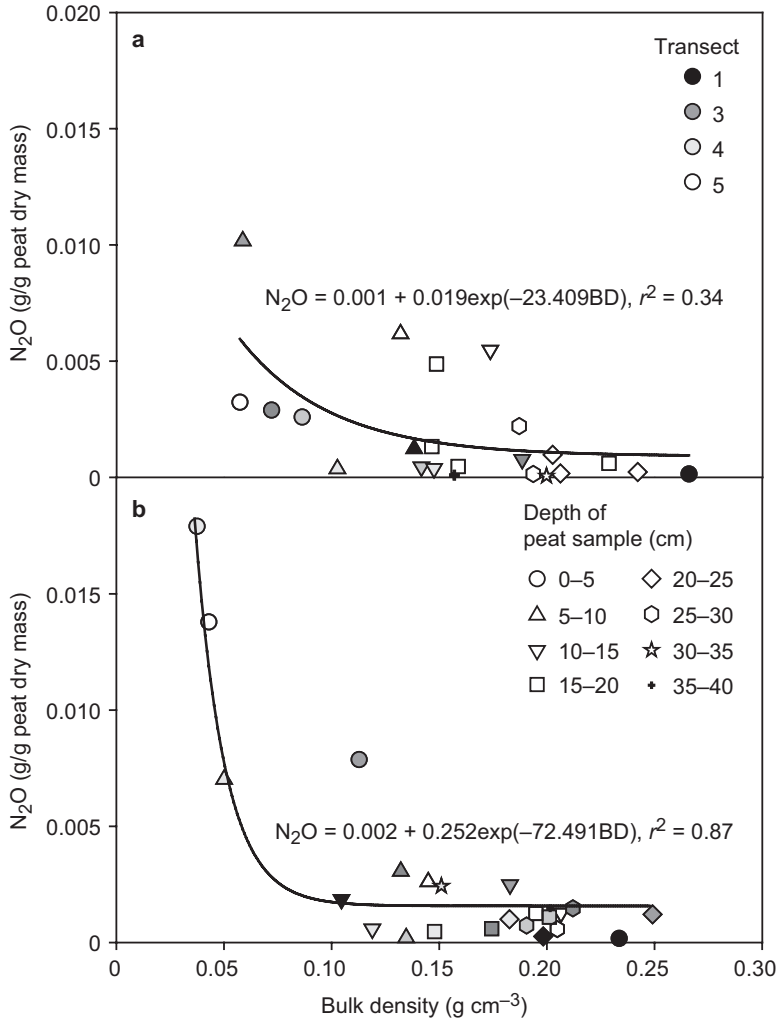 0.020
a
Transect
1
3
4
5
0.015
0.010
0.005
0
N₂O (g/g peat dry mass)
N₂O = 0.001 + 0.019exp(–23.409BD), r² = 0.34
b
Depth of
peat sample (cm)
0–5
20–25
5–10
25–30
10–15
30–35
15–20
35–40
0.015
0.010
0.005
0
N₂O (g/g peat dry mass)
N₂O = 0.002 + 0.252exp(–72.491BD), r² = 0.87
0
0.05
0.10
0.15
0.20
0.25
0.30
Bulk density (g cm⁻³)